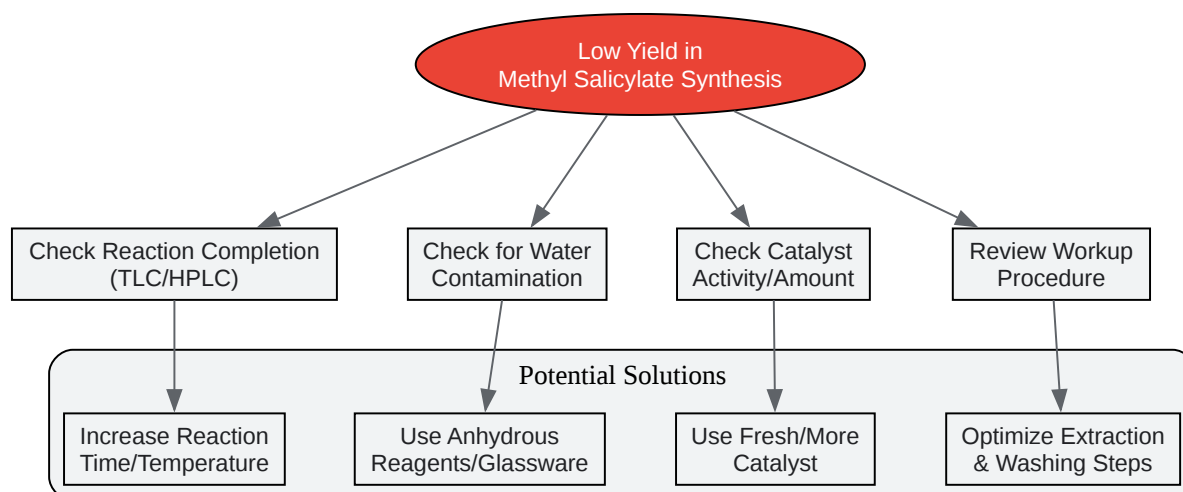 Low Yield in
Methyl Salicylate Synthesis
Check Reaction Completion
(TLC/HPLC)
Check for Water
Contamination
Check Catalyst
Activity/Amount
Review Workup
Procedure
Potential Solutions
Increase Reaction
Time/Temperature
Use Anhydrous
Reagents/Glassware
Use Fresh/More
Catalyst
Optimize Extraction
& Washing Steps